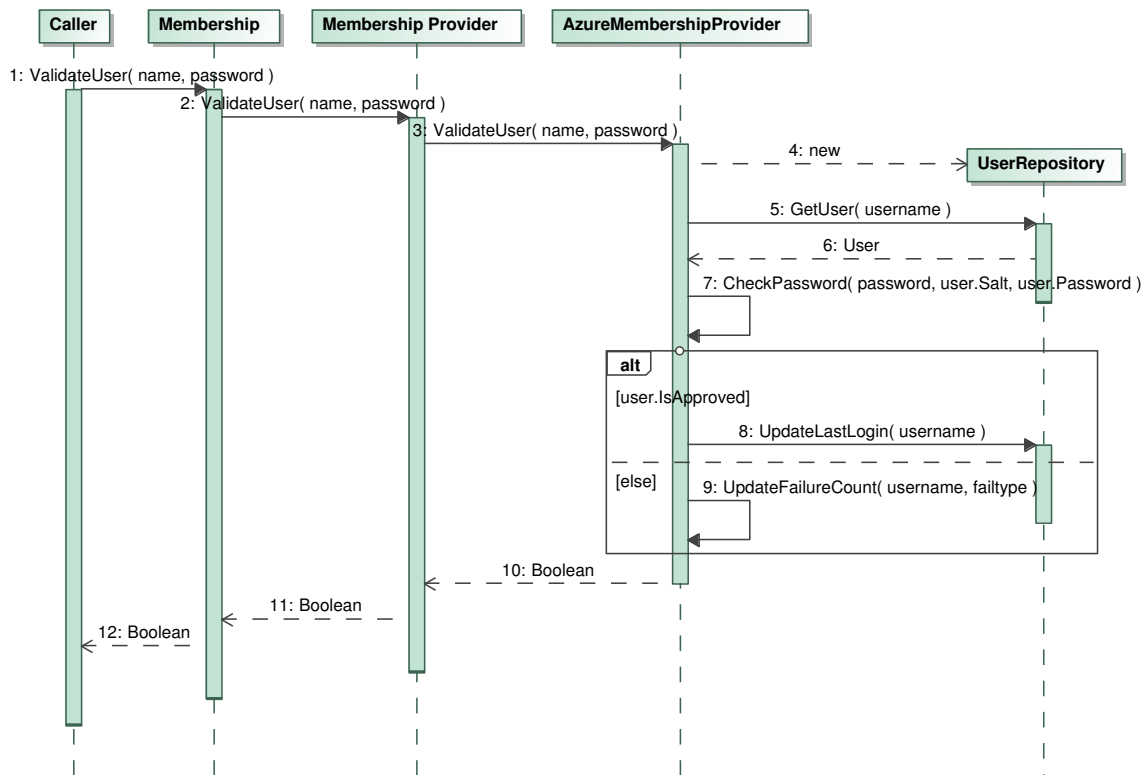 Caller
Membership
Membership Provider
AzureMembershipProvider
1: ValidateUser( name, password )
2: ValidateUser( name, password )
3: ValidateUser( name, password )
4: new
UserRepository
5: GetUser( username )
6: User
7: CheckPassword( password, user.Salt, user.Password )
alt
[user.IsApproved]
8: UpdateLastLogin( username )
[else]
9: UpdateFailureCount( username, failtype )
10: Boolean
11: Boolean
12: Boolean